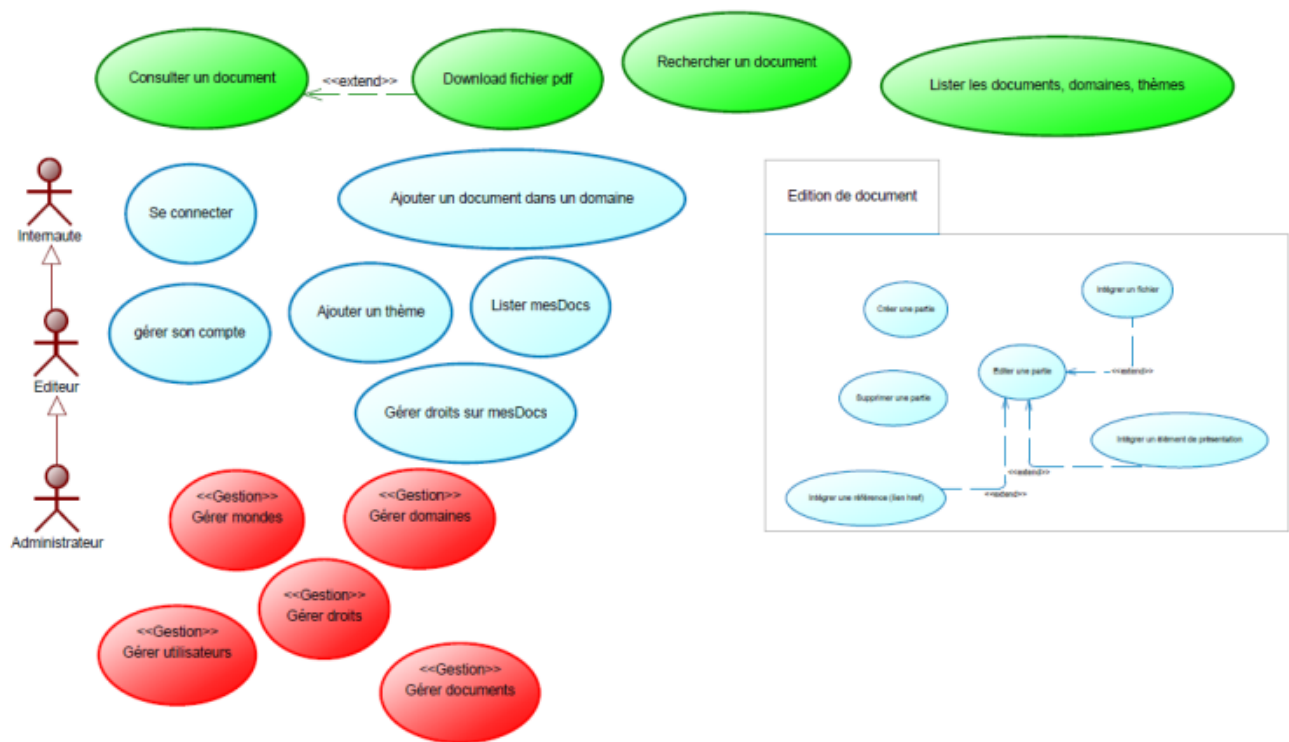 Consulter un document
<<extend>>
Download fichier pdf
Rechercher un document
Lister les documents, domaines, thèmes
Internaute
Se connecter
Ajouter un document dans un domaine
Edition de document
gérer son compte
Ajouter un thème
Lister mesDocs
Editeur
Gérer droits sur mesDocs
Créer une partie
Intégrer un fichier
Editer une partie
<<extend>>
Supprimer une partie
Intégrer un élément de présentation
<<extend>>
Intégrer une référence (lien href)
<<extend>>
Administrateur
<<Gestion>>
Gérer mondes
<<Gestion>>
Gérer domaines
<<Gestion>>
Gérer droits
<<Gestion>>
Gérer utilisateurs
<<Gestion>>
Gérer documents